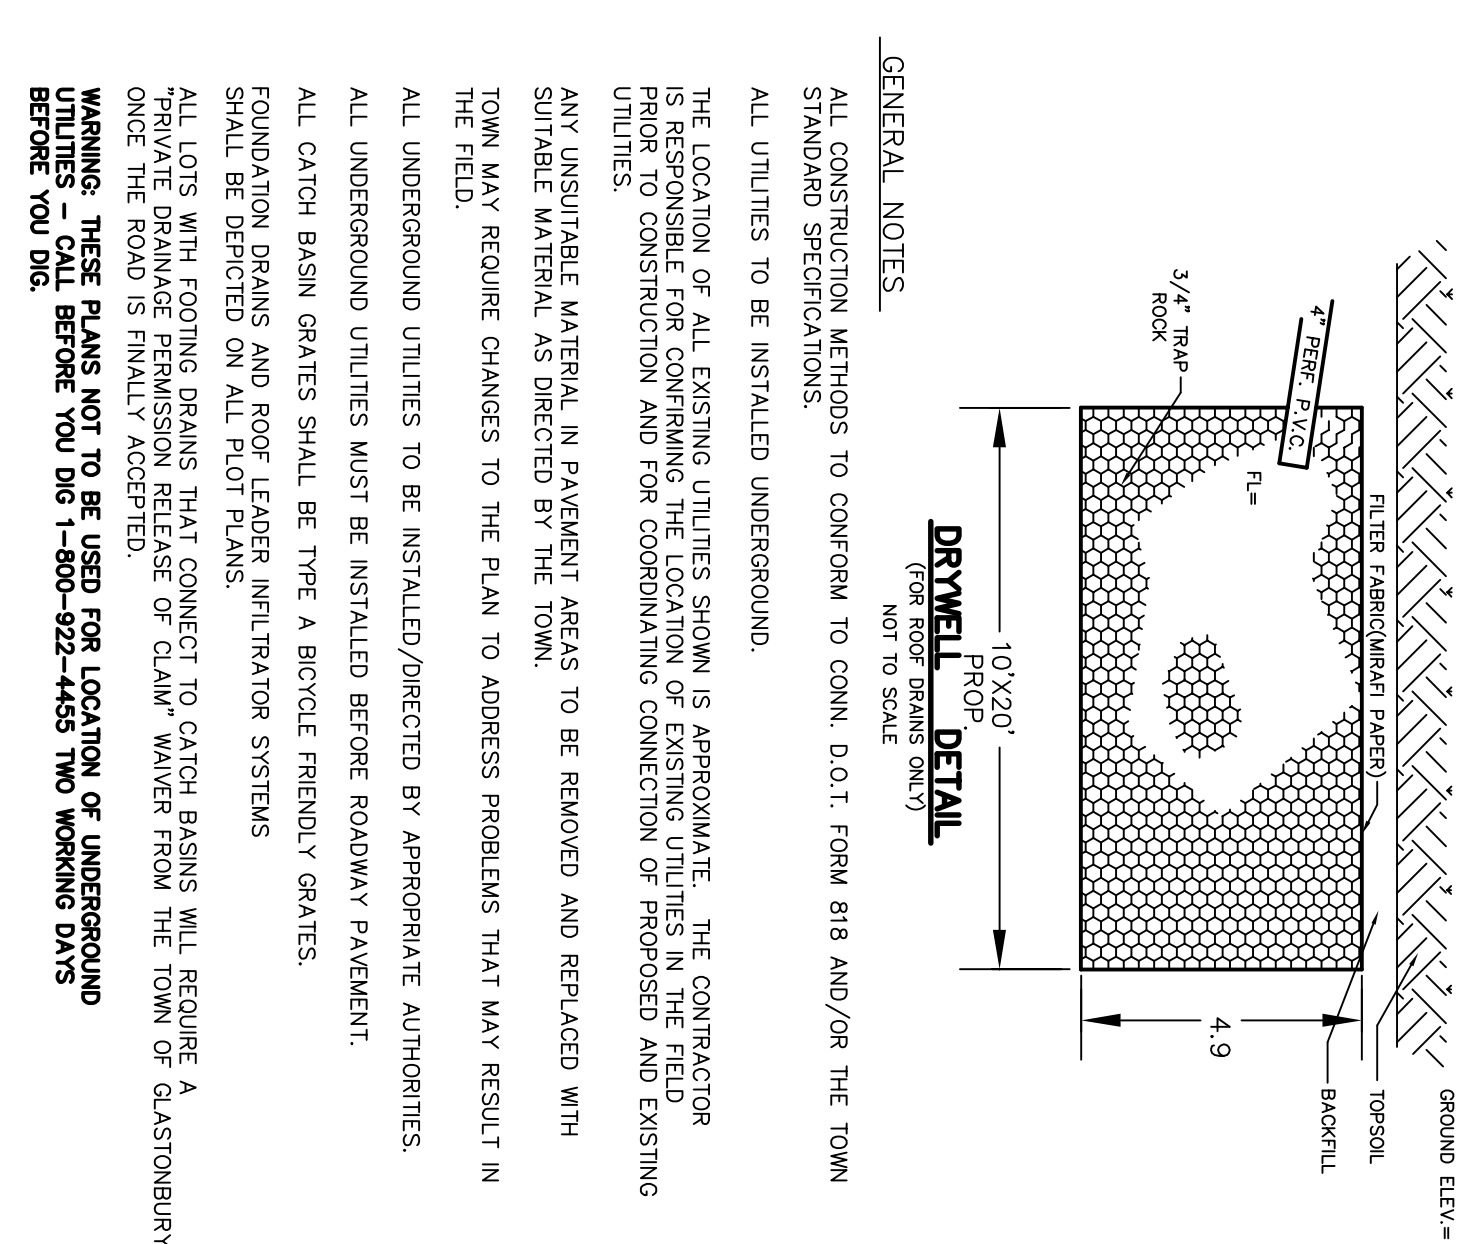 GROUND ELEV.=
TOPSOIL
BACKFILL
FILTER FABRIC(MIRAFI PAPER)
4" PERF. P.V.C.
FL=
3/4" TRAP
ROCK
4.9
10'X20'
PROP.
DRYWELL DETAIL
(FOR ROOF DRAINS ONLY)
NOT TO SCALE
GENERAL NOTES
ALL CONSTRUCTION METHODS TO CONFORM TO CONN. D.O.T. FORM 818 AND/OR THE TOWN
STANDARD SPECIFICATIONS.
ALL UTILITIES TO BE INSTALLED UNDERGROUND.
THE LOCATION OF ALL EXISTING UTILITIES SHOWN IS APPROXIMATE. THE CONTRACTOR
IS RESPONSIBLE FOR CONFIRMING THE LOCATION OF EXISTING UTILITIES IN THE FIELD
PRIOR TO CONSTRUCTION AND FOR COORDINATING CONNECTION OF PROPOSED AND EXISTING
UTILITIES.
ANY UNSUITABLE MATERIAL IN PAVEMENT AREAS TO BE REMOVED AND REPLACED WITH
SUITABLE MATERIAL AS DIRECTED BY THE TOWN.
TOWN MAY REQUIRE CHANGES TO THE PLAN TO ADDRESS PROBLEMS THAT MAY RESULT IN
THE FIELD.
ALL UNDERGROUND UTILITIES TO BE INSTALLED/DIRECTED BY APPROPRIATE AUTHORITIES.
ALL UNDERGROUND UTILITIES MUST BE INSTALLED BEFORE ROADWAY PAVEMENT.
ALL CATCH BASIN GRATES SHALL BE TYPE A BICYCLE FRIENDLY GRATES.
FOUNDATION DRAINS AND ROOF LEADER INFILTRATOR SYSTEMS
SHALL BE DEPICTED ON ALL PLOT PLANS.
ALL LOTS WITH FOOTING DRAINS THAT CONNECT TO CATCH BASINS WILL REQUIRE A
"PRIVATE DRAINAGE PERMISSION RELEASE OF CLAIM" WAIVER FROM THE TOWN OF GLASTONBURY
ONCE THE ROAD IS FINALLY ACCEPTED.
WARNING: THESE PLANS NOT TO BE USED FOR LOCATION OF UNDERGROUND
UTILITIES – CALL BEFORE YOU DIG 1–800–922–4455 TWO WORKING DAYS
BEFORE YOU DIG.